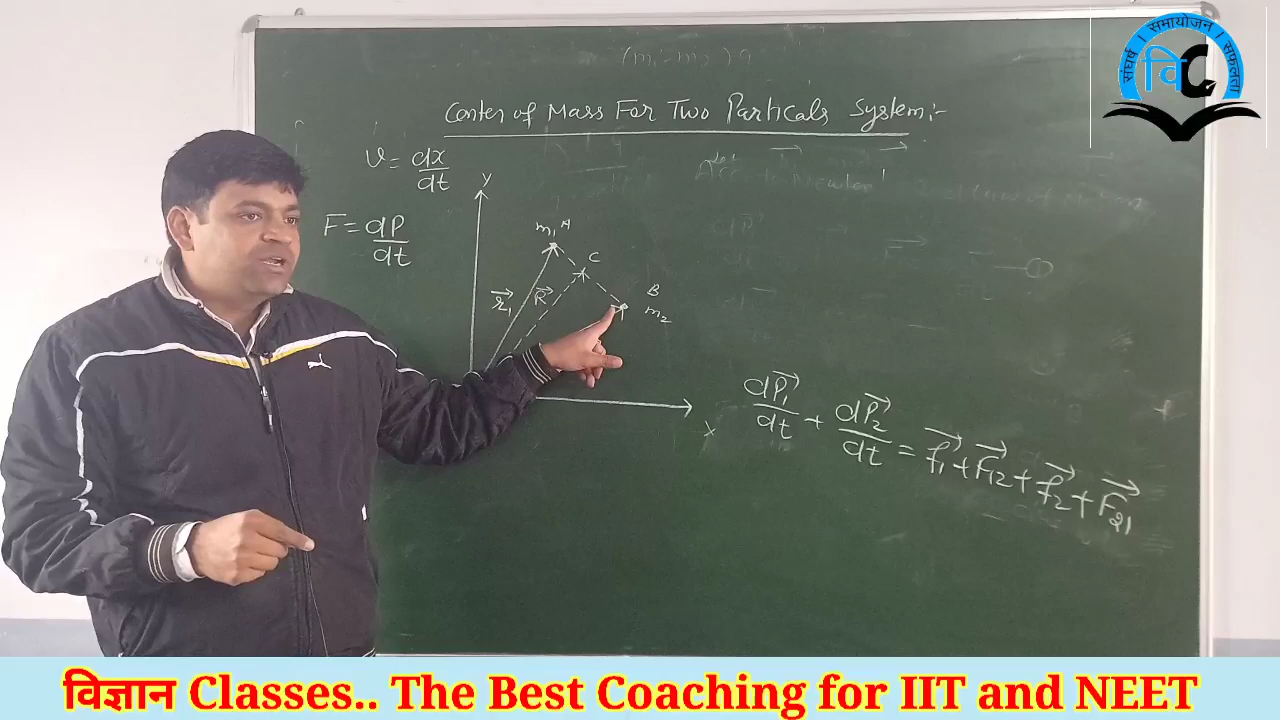 संघर्ष । समायोजन । सफलता
वि C
Center of Mass For Two Particals System:-
v = dx/dt
F = dP/dt
Y
m₁ A
C
B
m₂
r⃗₁
R⃗
X
dP⃗₁/dt + dP⃗₂/dt = f⃗₁ + F⃗₁₂ + f⃗₂ + F⃗₂₁
विज्ञान Classes.. The Best Coaching for IIT and NEET